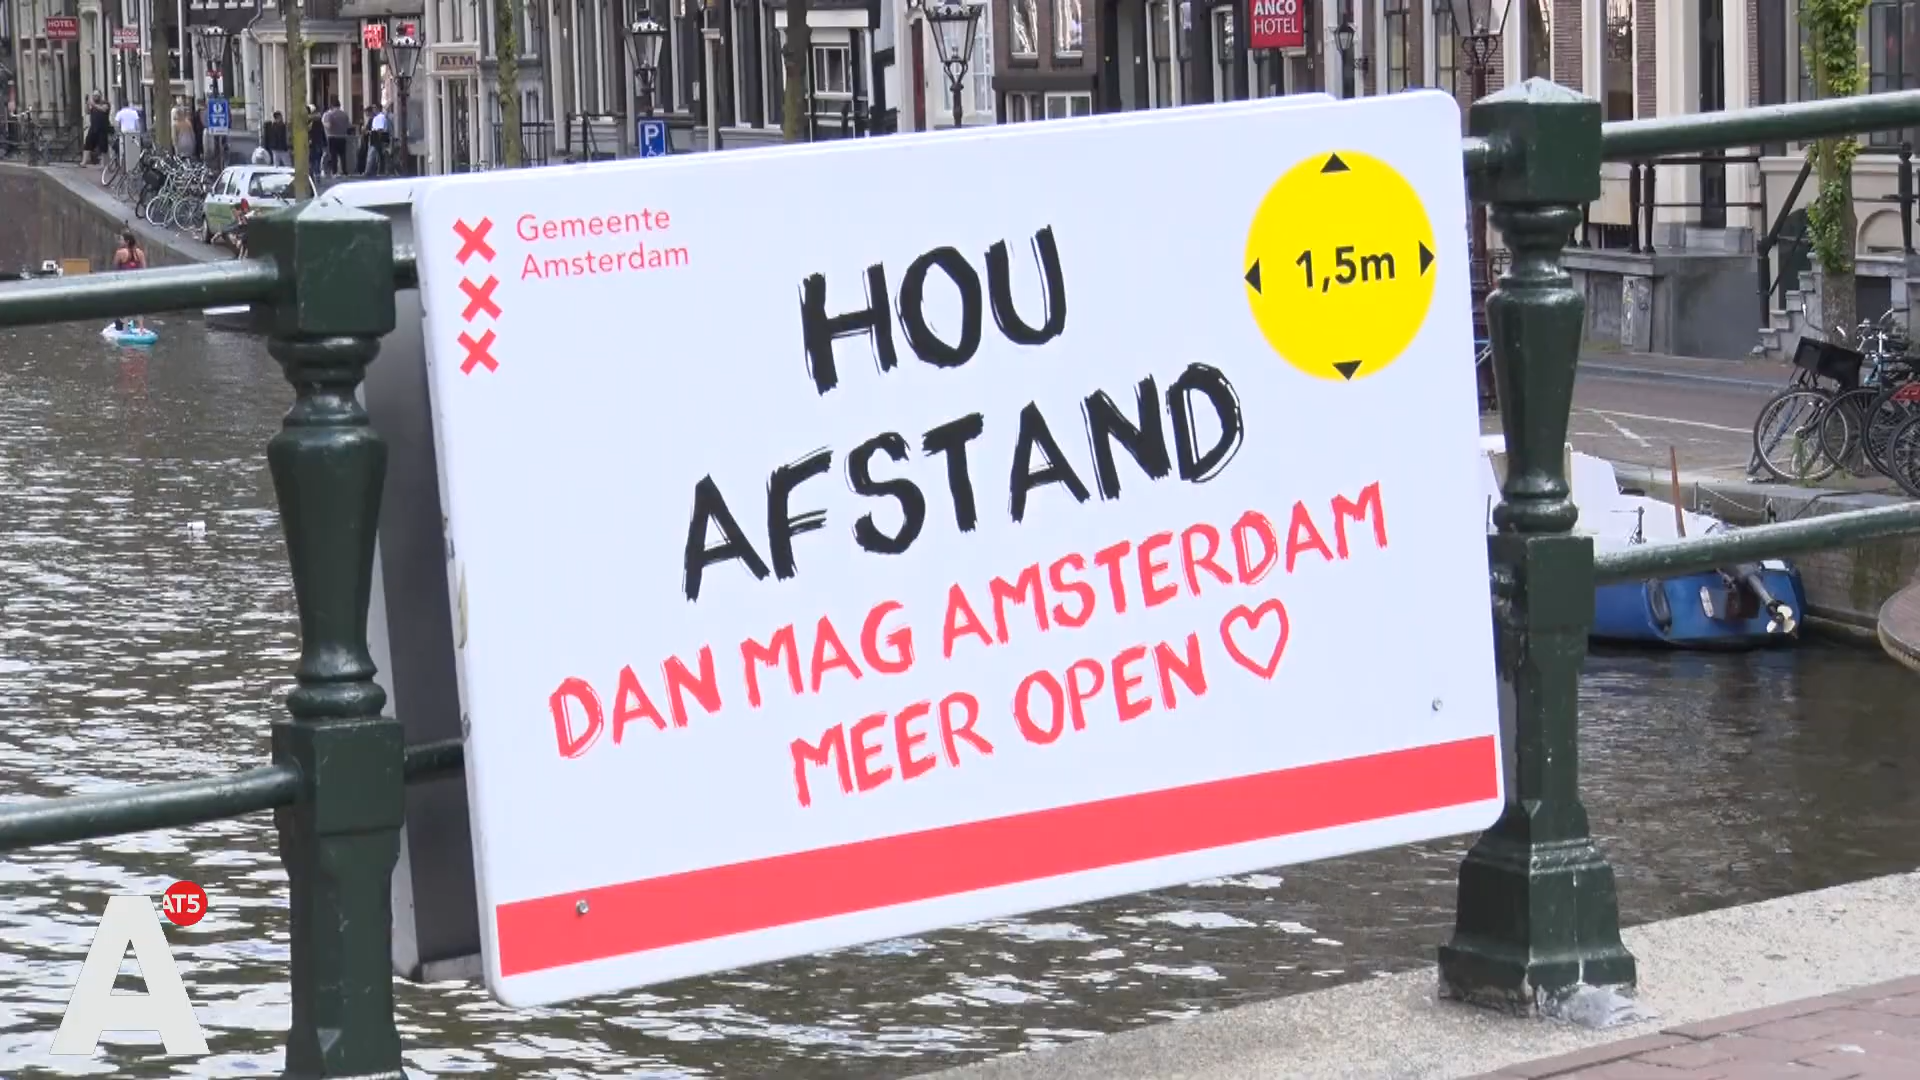 HOTEL
ATM
P
ANCO
HOTEL
Gemeente
Amsterdam
1,5m
HOU
AFSTAND
DAN MAG AMSTERDAM
MEER OPEN
AT5
A